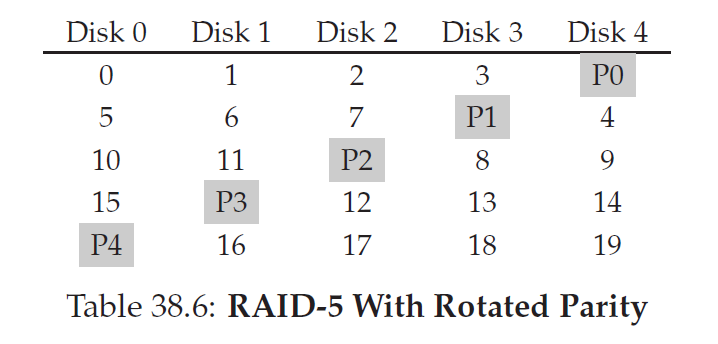 Disk 0 Disk 1 Disk 2 Disk 3 Disk 4
0 1 2 3 P0
5 6 7 P1 4
10 11 P2 8 9
15 P3 12 13 14
P4 16 17 18 19
Table 38.6: RAID-5 With Rotated Parity